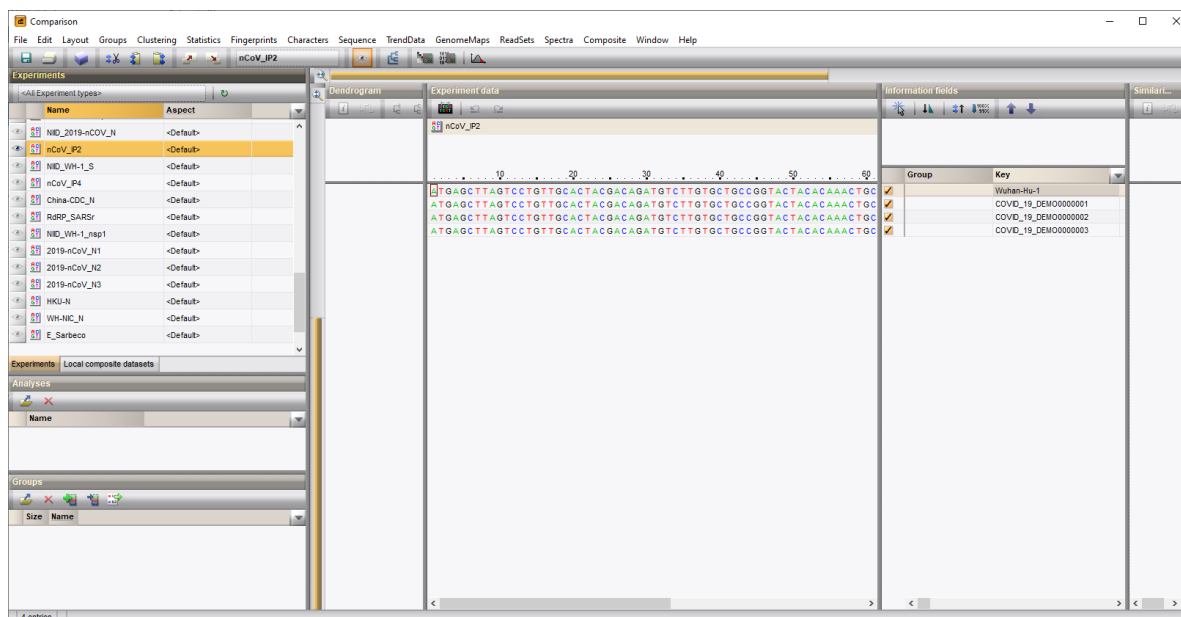 Comparison
File Edit Layout Groups Clustering Statistics Fingerprints Characters Sequence TrendData GenomeMaps ReadSets Spectra Composite Window Help
nCoV_IP2
Experiments
<All Experiment types>
Name Aspect
NIID_2019-nCOV_N <Default>
nCoV_IP2 <Default>
NIID_WH-1_S <Default>
nCoV_IP4 <Default>
China-CDC_N <Default>
RdRP_SARSr <Default>
NIID_WH-1_nsp1 <Default>
2019-nCoV_N1 <Default>
2019-nCoV_N2 <Default>
2019-nCoV_N3 <Default>
HKU-N <Default>
WH-NIC_N <Default>
E_Sarbeco <Default>
Experiments Local composite datasets
Analyses
Name
Groups
Size Name
4 entries
Dendrogram
Experiment data
nCoV_IP2
10 20 30 40 50 60
ATGAGCTTAGTCCTGTTGCACTACGACAGATGTCTTGTGCTGCCGGTACTACACAAACTGC
ATGAGCTTAGTCCTGTTGCACTACGACAGATGTCTTGTGCTGCCGGTACTACACAAACTGC
ATGAGCTTAGTCCTGTTGCACTACGACAGATGTCTTGTGCTGCCGGTACTACACAAACTGC
ATGAGCTTAGTCCTGTTGCACTACGACAGATGTCTTGTGCTGCCGGTACTACACAAACTGC
Information fields
Group Key
Wuhan-Hu-1
COVID_19_DEMO0000001
COVID_19_DEMO0000002
COVID_19_DEMO0000003
Similari...